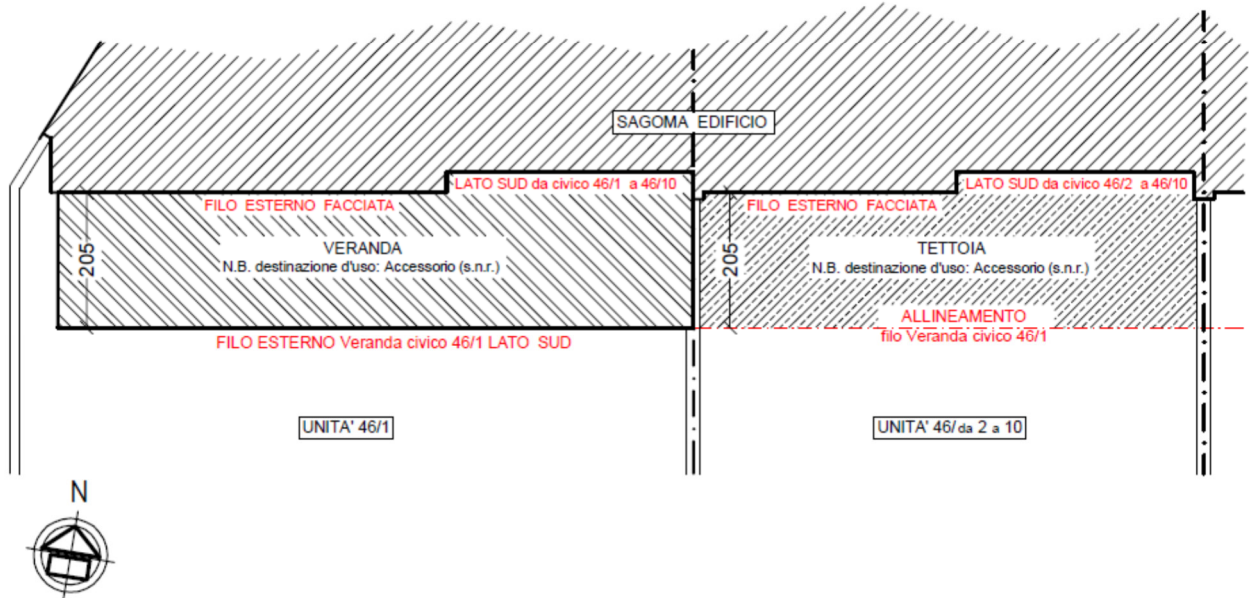 SAGOMA EDIFICIO
LATO SUD da civico 46/1 a 46/10
FILO ESTERNO FACCIATA
VERANDA
N.B. destinazione d'uso: Accessorio (s.n.r.)
205
FILO ESTERNO Veranda civico 46/1 LATO SUD
UNITA' 46/1
LATO SUD da civico 46/2 a 46/10
FILO ESTERNO FACCIATA
TETTOIA
N.B. destinazione d'uso: Accessorio (s.n.r.)
205
ALLINEAMENTO
filo Veranda civico 46/1
UNITA' 46/da 2 a 10
N